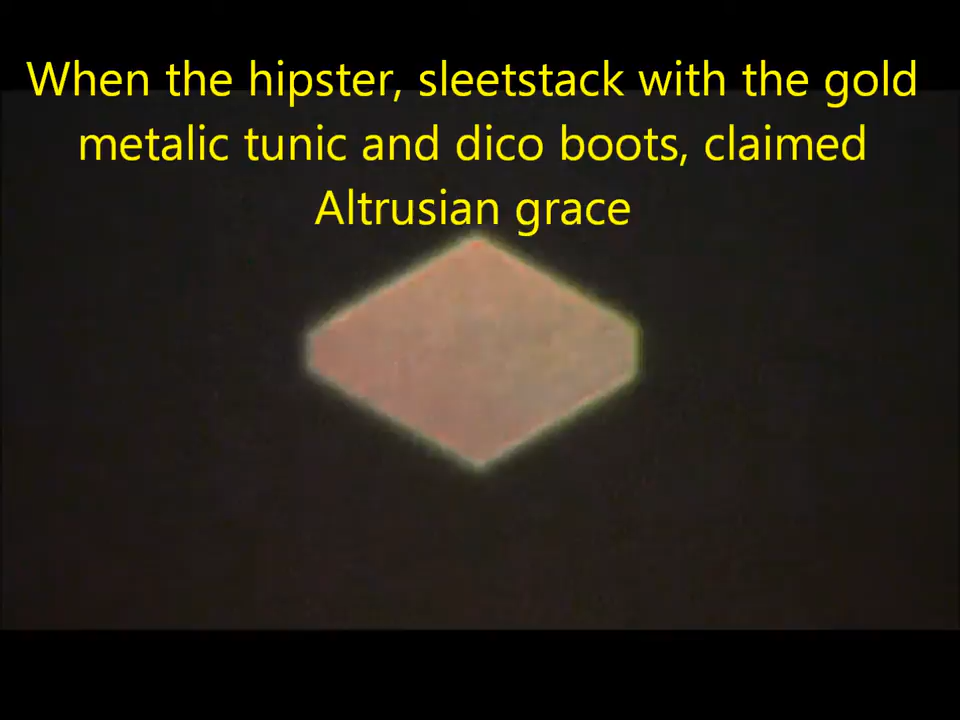 When the hipster, sleetstack with the gold
metalic tunic and dico boots, claimed
Altrusian grace